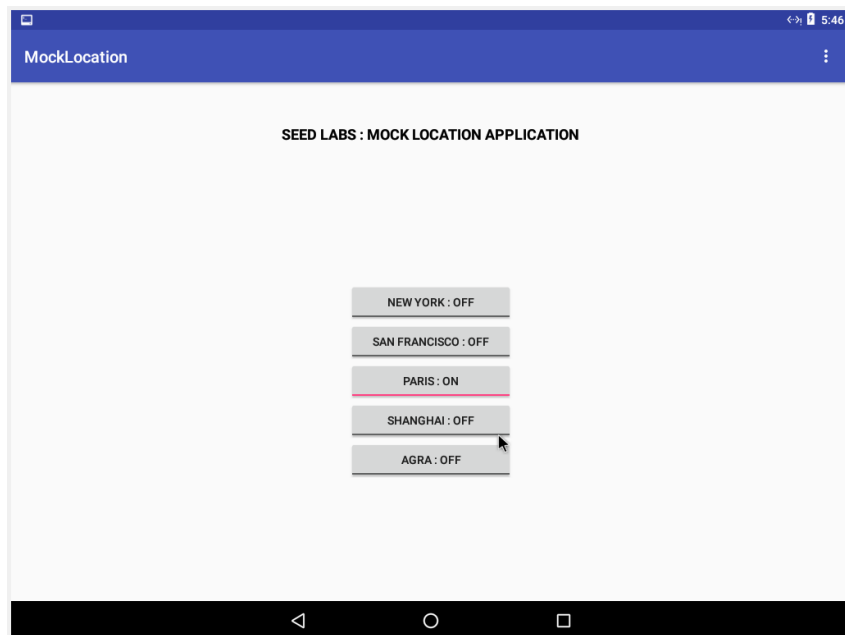 5:46
MockLocation
SEED LABS : MOCK LOCATION APPLICATION
NEW YORK : OFF
SAN FRANCISCO : OFF
PARIS : ON
SHANGHAI : OFF
AGRA : OFF